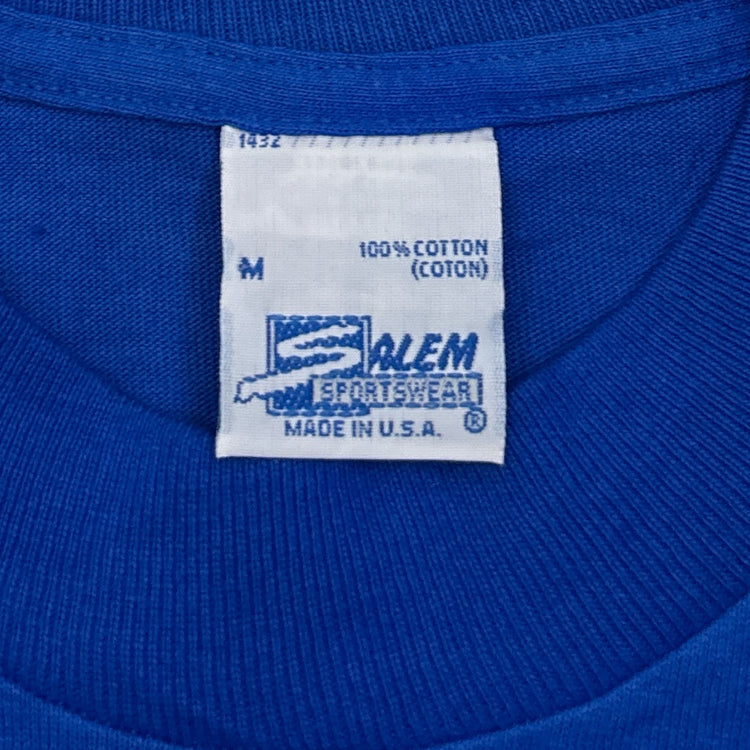 1432
100% COTTON
M (COTON)
SALEM
SPORTSWEAR
MADE IN U.S.A. ®